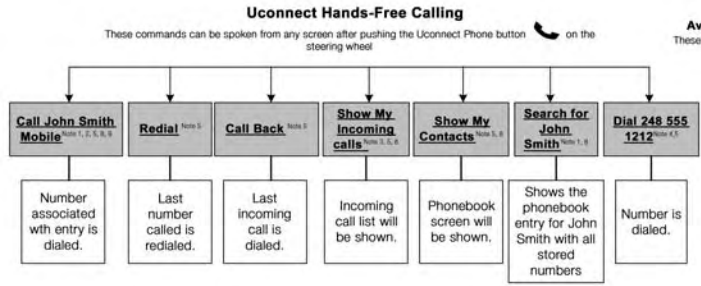 Uconnect Hands-Free Calling
These commands can be spoken from any screen after pushing the Uconnect Phone button on the
steering wheel
Av
These
Call John Smith
Mobile Note 1, 2, 5, 8, 9
Redial Note 5
Call Back Note 5
Show My
Incoming
calls Note 3, 5, 6
Show My
Contacts Note 5, 6
Search for
John
Smith Note 1, 8
Dial 248 555
1212 Note 4,5
Number
associated
wth entry is
dialed.
Last
number
called is
redialed.
Last
incoming
call is
dialed.
Incoming
call list will
be shown.
Phonebook
screen will
be shown.
Shows the
phonebook
entry for John
Smith with all
stored
numbers
Number is
dialed.